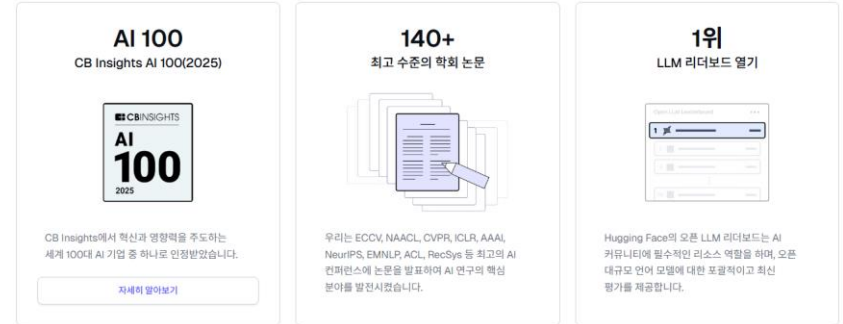 AI 100
CB Insights AI 100(2025)
CBINSIGHTS
AI
100
2025
CB Insights에서 혁신과 영향력을 주도하는
세계 100대 AI 기업 중 하나로 인정받았습니다.
자세히 알아보기
140+
최고 수준의 학회 논문
우리는 ECCV, NAACL, CVPR, ICLR, AAAI,
NeurIPS, EMNLP, ACL, RecSys 등 최고의 AI
컨퍼런스에 논문을 발표하여 AI 연구의 핵심
분야를 발전시켰습니다.
1위
LLM 리더보드 열기
Open LLM Leaderboard
1
Hugging Face의 오픈 LLM 리더보드는 AI
커뮤니티에 필수적인 리소스 역할을 하며, 오픈
대규모 언어 모델에 대한 포괄적이고 최신
평가를 제공합니다.